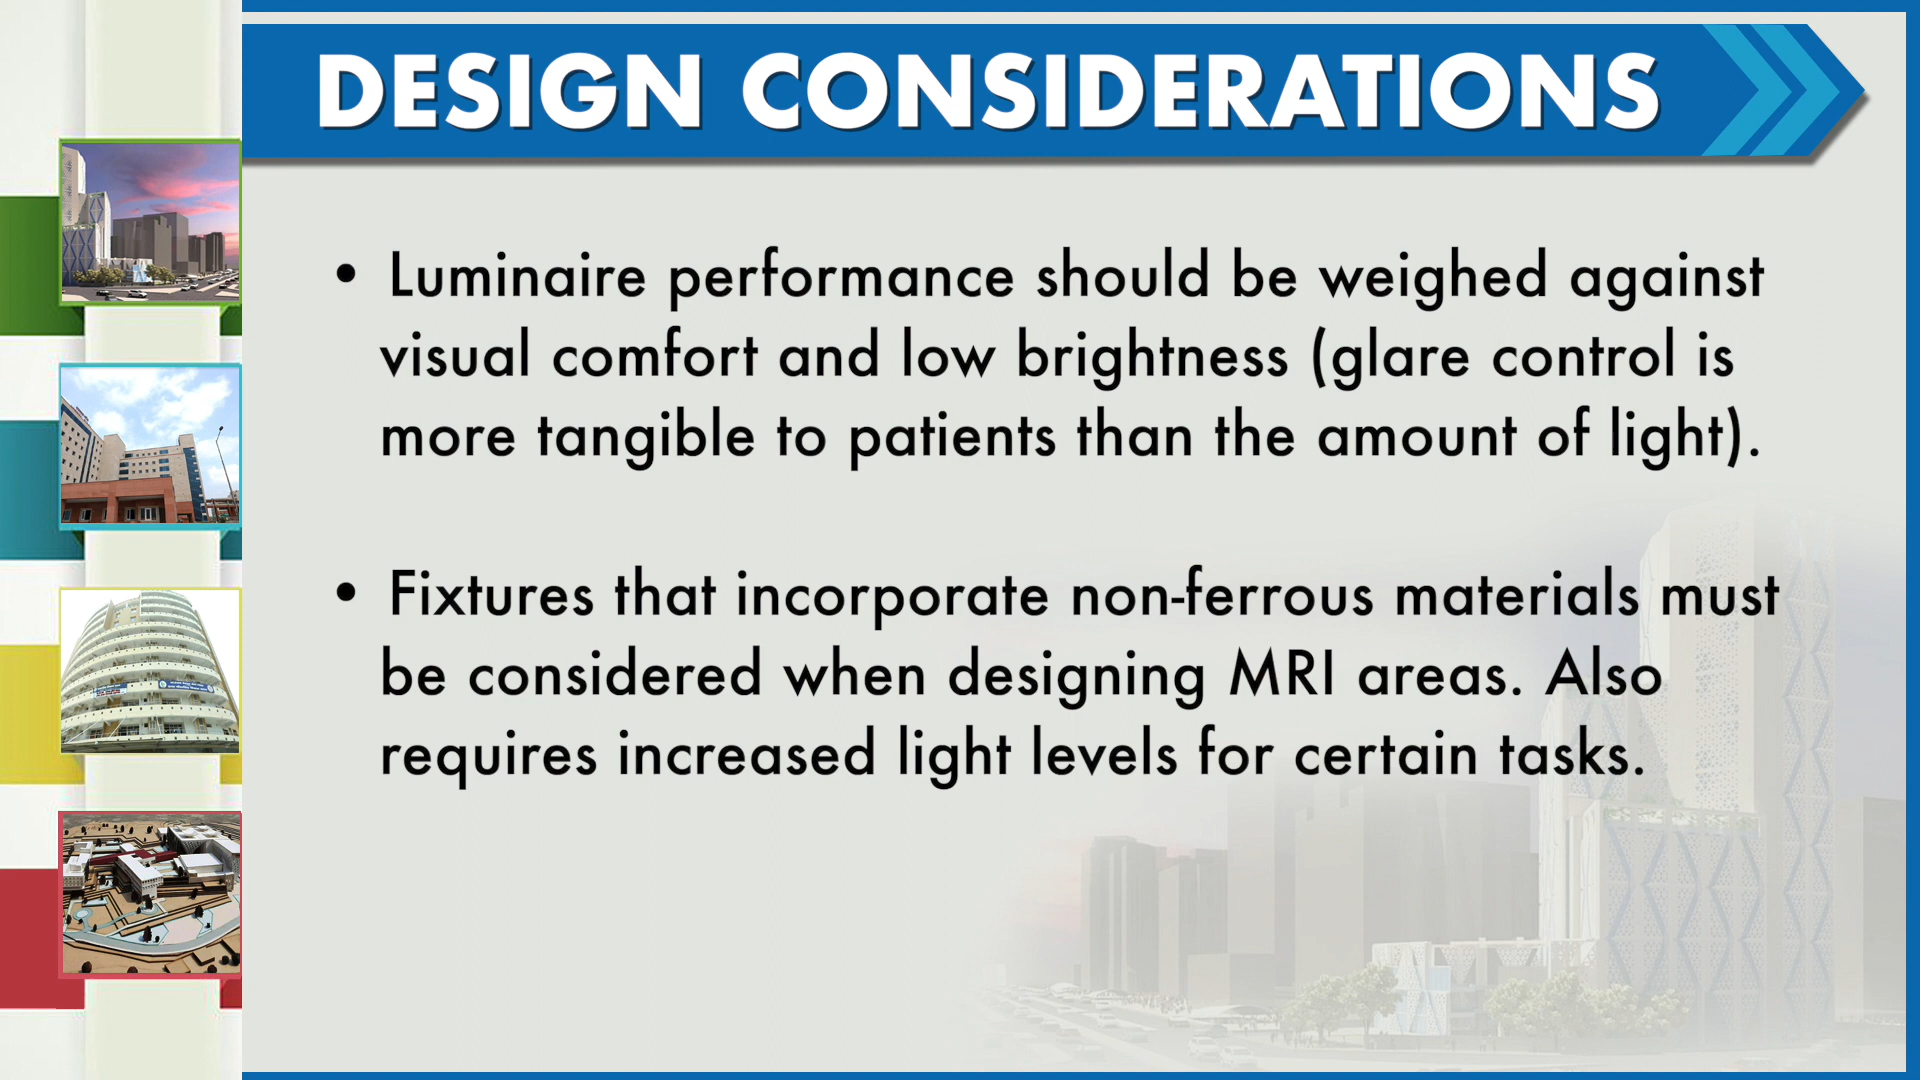 DESIGN CONSIDERATIONS
• Luminaire performance should be weighed against
visual comfort and low brightness (glare control is
more tangible to patients than the amount of light).
• Fixtures that incorporate non-ferrous materials must
be considered when designing MRI areas. Also
requires increased light levels for certain tasks.